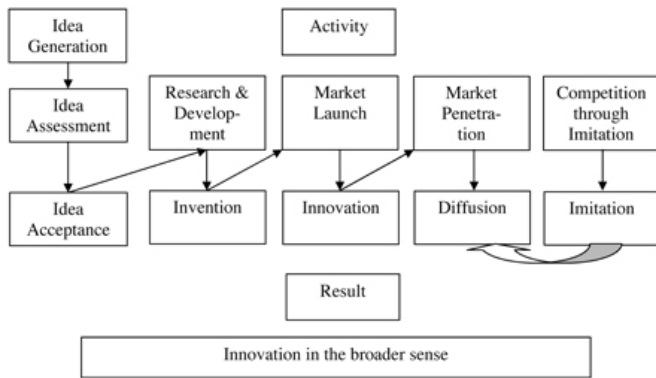 Idea
Generation
Activity
Idea
Assessment
Research &
Develop-
ment
Market
Launch
Market
Penetra-
tion
Competition
through
Imitation
Idea
Acceptance
Invention
Innovation
Diffusion
Imitation
Result
Innovation in the broader sense